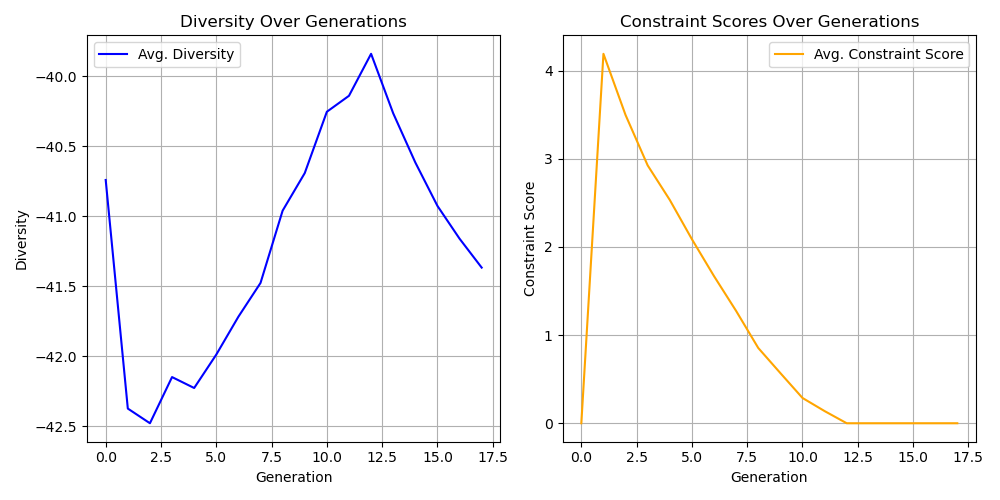 Diversity Over Generations
Avg. Diversity
−40.0
−40.5
−41.0
−41.5
−42.0
−42.5
Diversity
0.0 2.5 5.0 7.5 10.0 12.5 15.0 17.5
Generation
Constraint Scores Over Generations
Avg. Constraint Score
4
3
2
1
0
Constraint Score
0.0 2.5 5.0 7.5 10.0 12.5 15.0 17.5
Generation